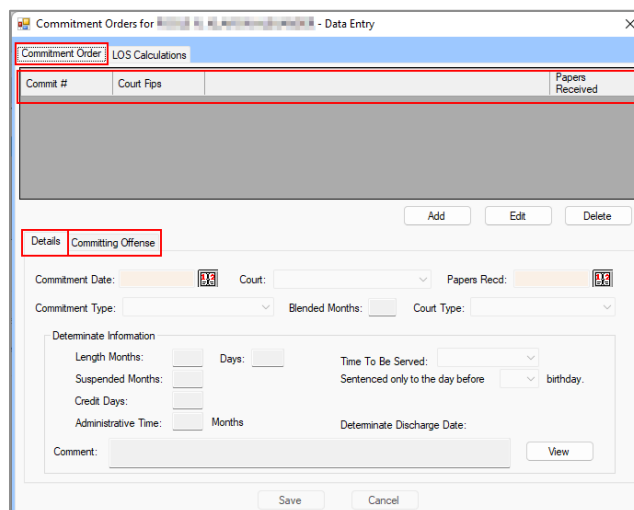 Commitment Orders for - Data Entry
Commitment Order LOS Calculations
Commit # Court Fips Papers Received
Add Edit Delete
Details Committing Offense
Commitment Date: Court: Papers Recd:
Commitment Type: Blended Months: Court Type:
Determinate Information
Length Months: Days: Time To Be Served:
Suspended Months: Sentenced only to the day before birthday.
Credit Days:
Administrative Time: Months Determinate Discharge Date:
Comment: View
Save Cancel